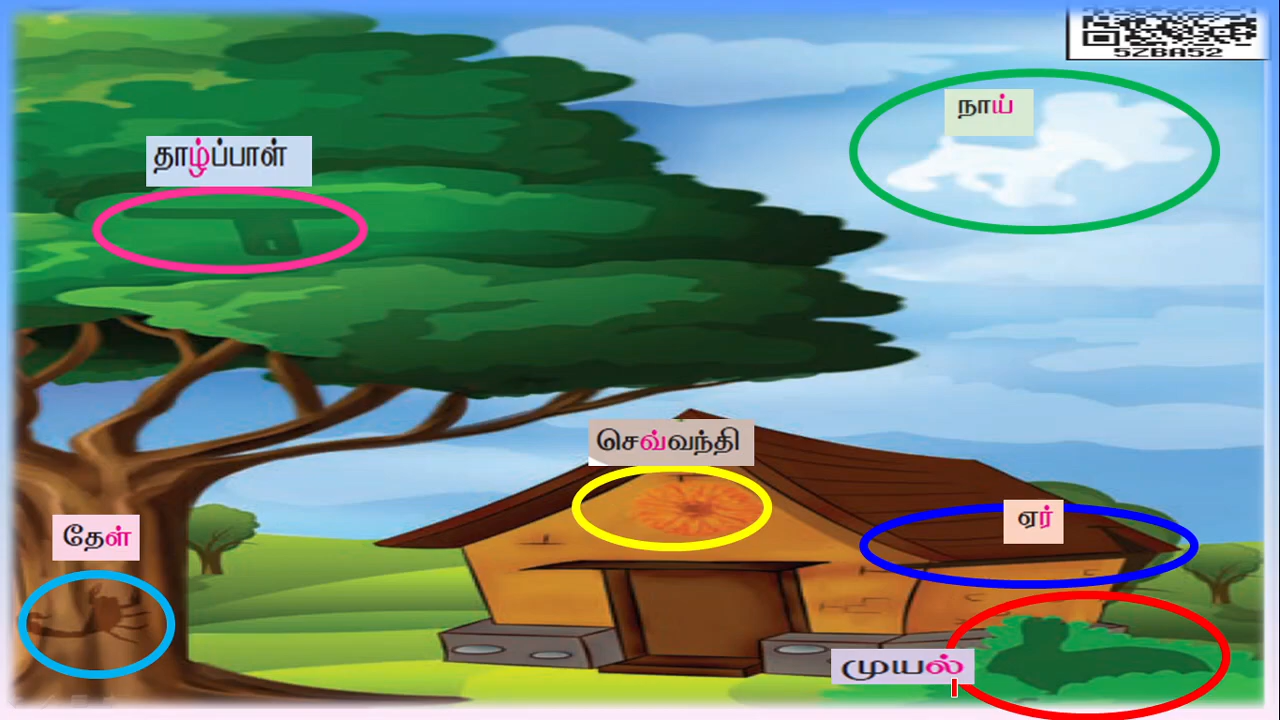 5ZBA52
நாய்
தாழ்ப்பாள்
செவ்வந்தி
ஏர்
தேள்
முயல்